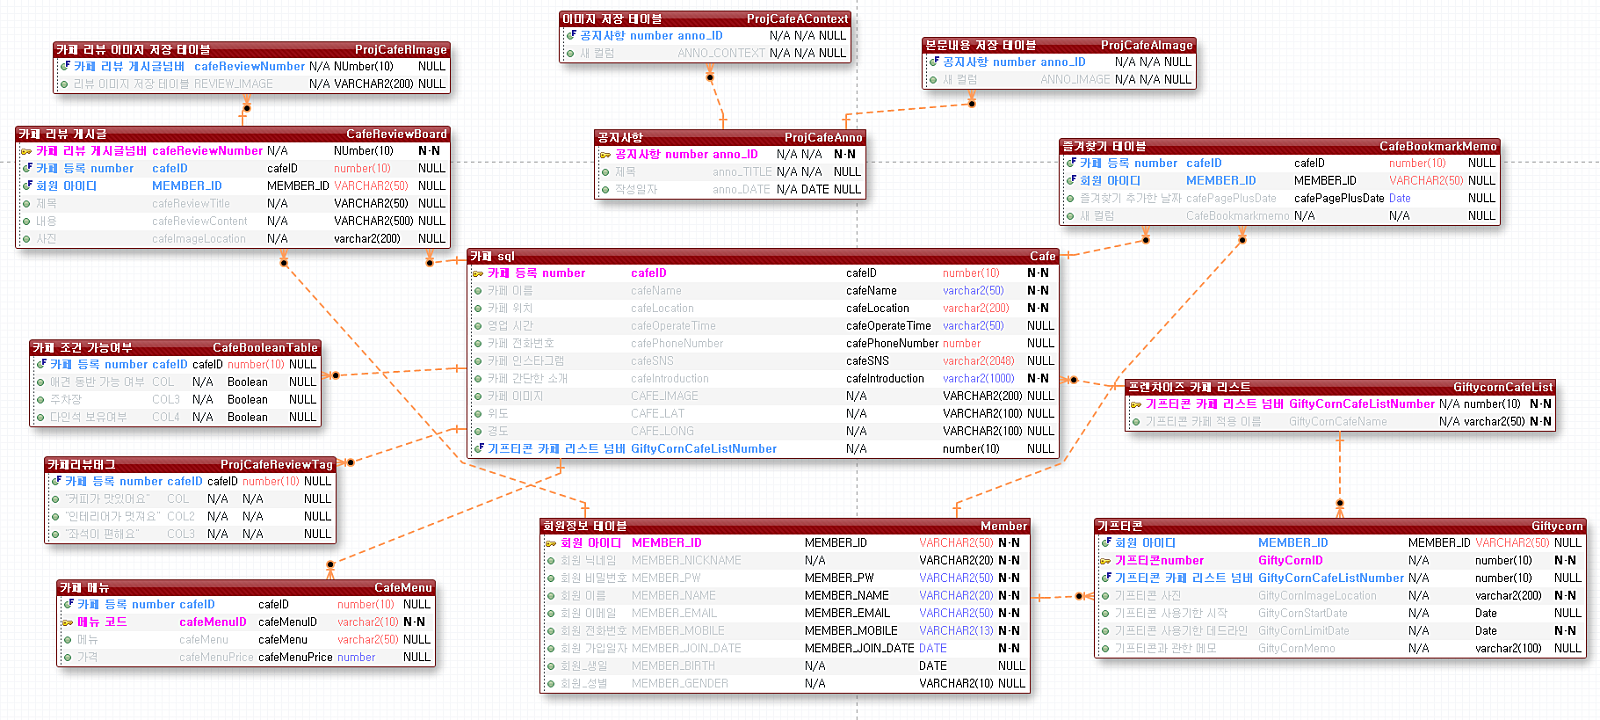 이미지 저장 테이블 ProjCafeAContext
공지사항 number anno_ID N/A N/A NULL
새 컬럼 ANNO_CONTEXT N/A N/A NULL
본문내용 저장 테이블 ProjCafeAImage
공지사항 number anno_ID N/A N/A NULL
새 컬럼 ANNO_IMAGE N/A N/A NULL
카페 리뷰 이미지 저장 테이블 ProjCafeRImage
카페 리뷰 게시글넘버 cafeReviewNumber N/A NUmber(10) NULL
리뷰 이미지 저장 테이블 REVIEW_IMAGE N/A VARCHAR2(200) NULL
카페 리뷰 게시글 CafeReviewBoard
카페 리뷰 게시글넘버 cafeReviewNumber N/A NUmber(10) N-N
카페 등록 number cafeID cafeID number(10) NULL
회원 아이디 MEMBER_ID MEMBER_ID VARCHAR2(50) NULL
제목 cafeReviewTitle N/A VARCHAR2(50) NULL
내용 cafeReviewContent N/A VARCHAR2(500) NULL
사진 cafeImageLocation N/A varchar2(200) NULL
공지사항 ProjCafeAnno
공지사항 number anno_ID N/A N/A N-N
제목 anno_TITLE N/A N/A NULL
작성일자 anno_DATE N/A DATE NULL
즐겨찾기 테이블 CafeBookmarkMemo
카페 등록 number cafeID cafeID number(10) NULL
회원 아이디 MEMBER_ID MEMBER_ID VARCHAR2(50) NULL
즐겨찾기 추가한 날짜 cafePagePlusDate cafePagePlusDate Date NULL
새 컬럼 CafeBookmarkmemo N/A N/A NULL
카페 sql Cafe
카페 등록 number cafeID cafeID number(10) N-N
카페 이름 cafeName cafeName varchar2(50) N-N
카페 위치 cafeLocation cafeLocation varchar2(200) N-N
영업 시간 cafeOperateTime cafeOperateTime varchar2(50) NULL
카페 전화번호 cafePhoneNumber cafePhoneNumber number NULL
카페 인스타그램 cafeSNS cafeSNS varchar2(2048) NULL
카페 간단한 소개 cafeIntroduction cafeIntroduction varchar2(1000) N-N
카페 이미지 CAFE_IMAGE N/A VARCHAR2(200) NULL
위도 CAFE_LAT N/A VARCHAR2(100) NULL
경도 CAFE_LONG N/A VARCHAR2(100) NULL
기프티콘 카페 리스트 넘버 GiftyCornCafeListNumber N/A number(10) NULL
카페 조건 가능여부 CafeBooleanTable
카페 등록 number cafeID cafeID number(10) NULL
애견 동반 가능 여부 COL N/A Boolean NULL
주차장 COL3 N/A Boolean NULL
다인석 보유여부 COL4 N/A Boolean NULL
프랜차이즈 카페 리스트 GiftycornCafeList
기프티콘 카페 리스트 넘버 GiftyCornCafeListNumber N/A number(10) N-N
기프티콘 카페 적용 이름 GiftyCornCafeName N/A varchar2(50) N-N
카페리뷰태그 ProjCafeReviewTag
카페 등록 number cafeID cafeID number(10) NULL
"커피가 맛있어요" COL N/A N/A NULL
"인테리어가 멋져요" COL2 N/A N/A NULL
"좌석이 편해요" COL3 N/A N/A NULL
카페 메뉴 CafeMenu
카페 등록 number cafeID cafeID number(10) NULL
메뉴 코드 cafeMenuID cafeMenuID varchar2(10) N-N
메뉴 cafeMenu cafeMenu varchar2(50) NULL
가격 cafeMenuPrice cafeMenuPrice number NULL
회원정보 테이블 Member
회원 아이디 MEMBER_ID MEMBER_ID VARCHAR2(50) N-N
회원 닉네임 MEMBER_NICKNAME N/A VARCHAR2(20) N-N
회원 비밀번호 MEMBER_PW MEMBER_PW VARCHAR2(50) N-N
회원 이름 MEMBER_NAME MEMBER_NAME VARCHAR2(20) N-N
회원 이메일 MEMBER_EMAIL MEMBER_EMAIL VARCHAR2(50) N-N
회원 전화번호 MEMBER_MOBILE MEMBER_MOBILE VARCHAR2(13) N-N
회원 가입일자 MEMBER_JOIN_DATE MEMBER_JOIN_DATE DATE N-N
회원_생일 MEMBER_BIRTH N/A DATE NULL
회원_성별 MEMBER_GENDER N/A VARCHAR2(10) NULL
기프티콘 Giftycorn
회원 아이디 MEMBER_ID MEMBER_ID VARCHAR2(50) NULL
기프티콘number GiftyCornID N/A number(10) N-N
기프티콘 카페 리스트 넘버 GiftyCornCafeListNumber N/A number(10) NULL
기프티콘 사진 GiftyCornImageLocation N/A varchar2(200) N-N
기프티콘 사용기한 시작 GiftyCornStartDate N/A Date NULL
기프티콘 사용기한 데드라인 GiftyCornLimitDate N/A Date N-N
기프티콘과 관한 메모 GiftyCornMemo N/A varchar2(100) NULL